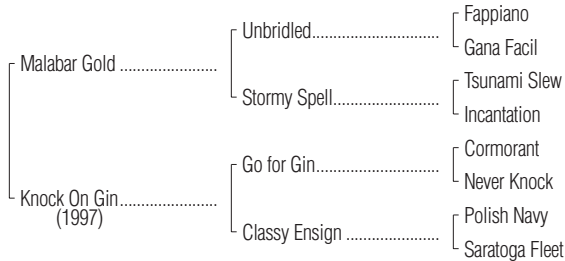 Fappiano
Unbridled
Gana Facil
Malabar Gold
Tsunami Slew
Stormy Spell
Incantation
Cormorant
Go for Gin
Never Knock
Knock On Gin
(1997)
Polish Navy
Classy Ensign
Saratoga Fleet